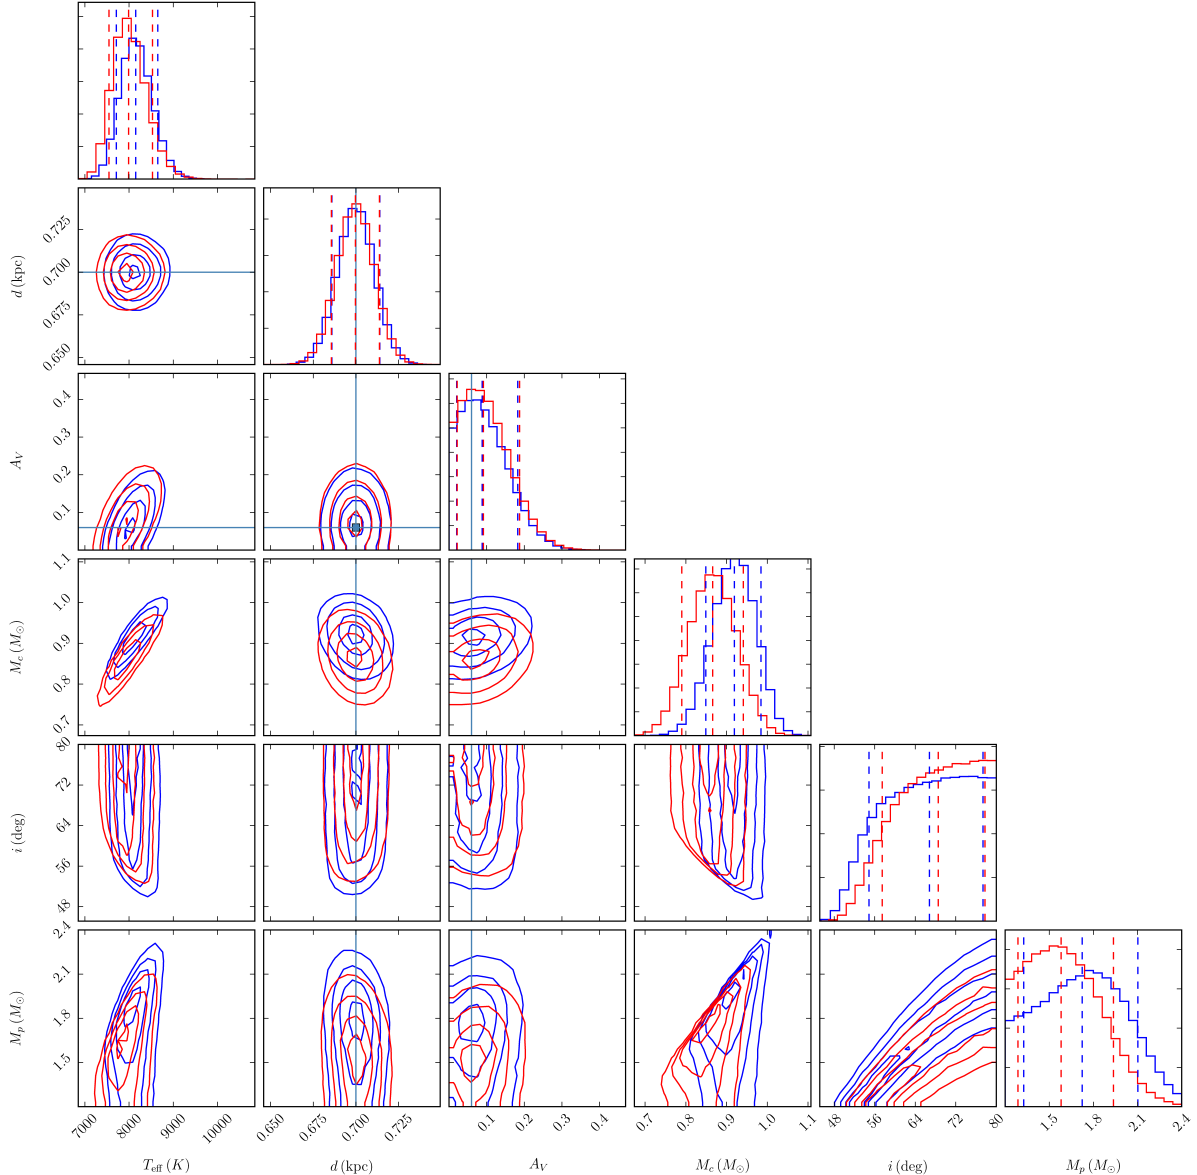 0.725
0.700
0.675
0.650
d (kpc)
0.4
0.3
0.2
0.1
A_V
1.1
1.0
0.9
0.8
0.7
M_c (M_⊙)
80
72
64
56
48
i (deg)
2.4
2.1
1.8
1.5
M_p (M_⊙)
7000 8000 9000 10000
0.650 0.675 0.700 0.725
0.1 0.2 0.3 0.4
0.7 0.8 0.9 1.0 1.1
48 56 64 72 80
1.5 1.8 2.1 2.4
T_eff (K) d (kpc) A_V M_c (M_⊙) i (deg) M_p (M_⊙)